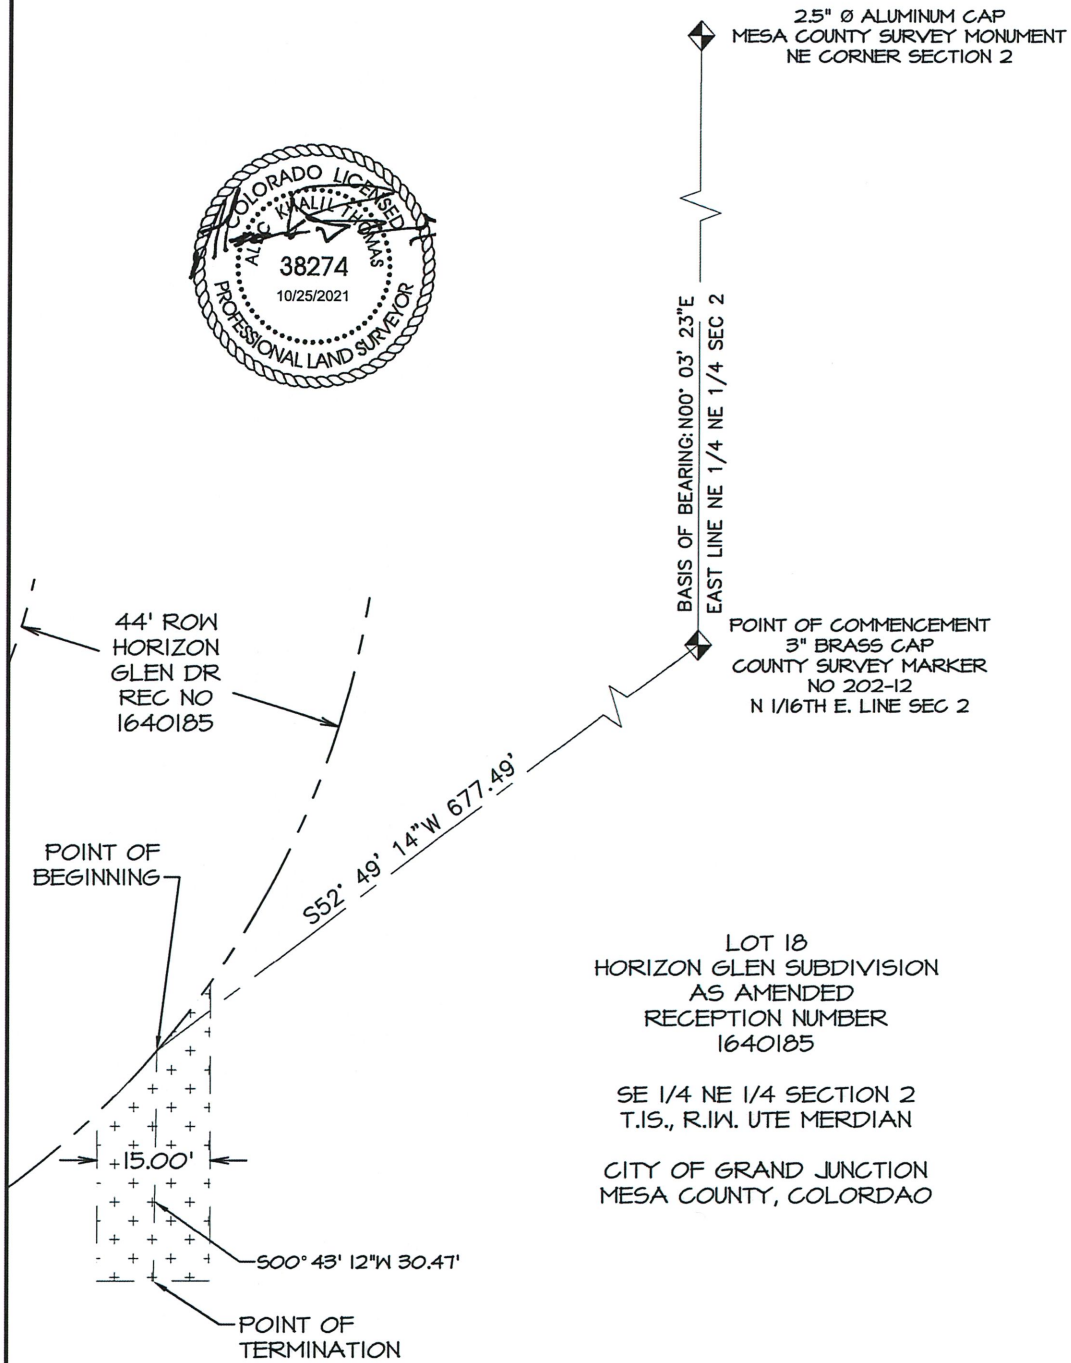 2.5" Ø ALUMINUM CAP
MESA COUNTY SURVEY MONUMENT
NE CORNER SECTION 2
COLORADO LICENSED
ALEC KHALIL THOMAS
38274
10/25/2021
PROFESSIONAL LAND SURVEYOR
BASIS OF BEARING:N00° 03' 23"E
EAST LINE NE 1/4 NE 1/4 SEC 2
44' ROW
HORIZON
GLEN DR
REC NO
1640185
POINT OF COMMENCEMENT
3" BRASS CAP
COUNTY SURVEY MARKER
NO 202-12
N 1/16TH E. LINE SEC 2
S52° 49' 14"W 677.49'
POINT OF
BEGINNING
LOT 18
HORIZON GLEN SUBDIVISION
AS AMENDED
RECEPTION NUMBER
1640185
SE 1/4 NE 1/4 SECTION 2
T.1S., R.1W. UTE MERDIAN
CITY OF GRAND JUNCTION
MESA COUNTY, COLORDAO
15.00'
S00° 43' 12"W 30.47'
POINT OF
TERMINATION